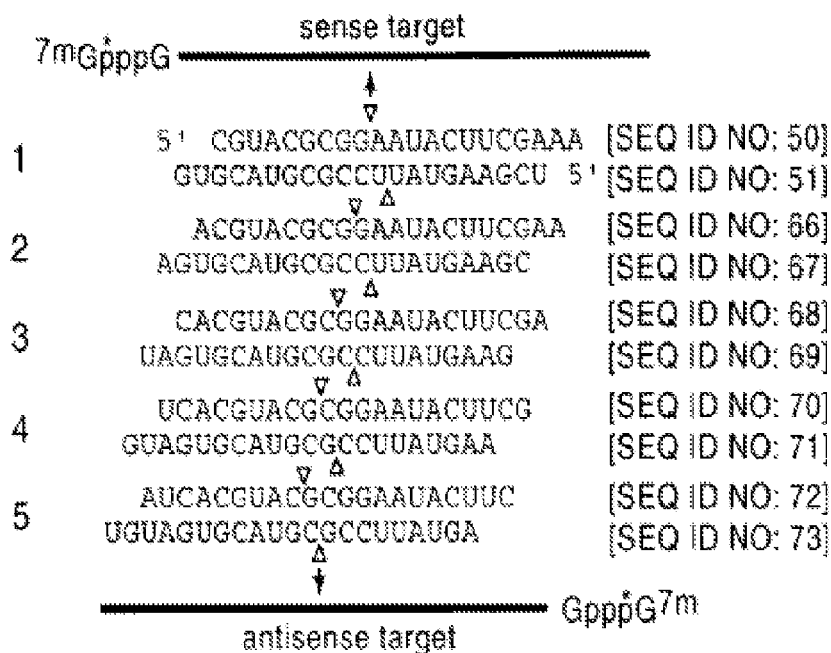 sense target
7mGpppG
1
5' CGUACGCGGAAUACUUCGAAA [SEQ ID NO: 50]
GUGCAUGCGCCUUAUGAAGCU 5' [SEQ ID NO: 51]
2
ACGUACGCGGAAUACUUCGAA [SEQ ID NO: 66]
AGUGCAUGCGCCUUAUGAAGC [SEQ ID NO: 67]
3
CACGUACGCGGAAUACUUCGA [SEQ ID NO: 68]
UAGUGCAUGCGCCUUAUGAAG [SEQ ID NO: 69]
4
UCACGUACGCGGAAUACUUCG [SEQ ID NO: 70]
GUAGUGCAUGCGCCUUAUGAA [SEQ ID NO: 71]
5
AUCACGUACGCGGAAUACUUC [SEQ ID NO: 72]
UGUAGUGCAUGCGCCUUAUGA [SEQ ID NO: 73]
GpppG7m
antisense target